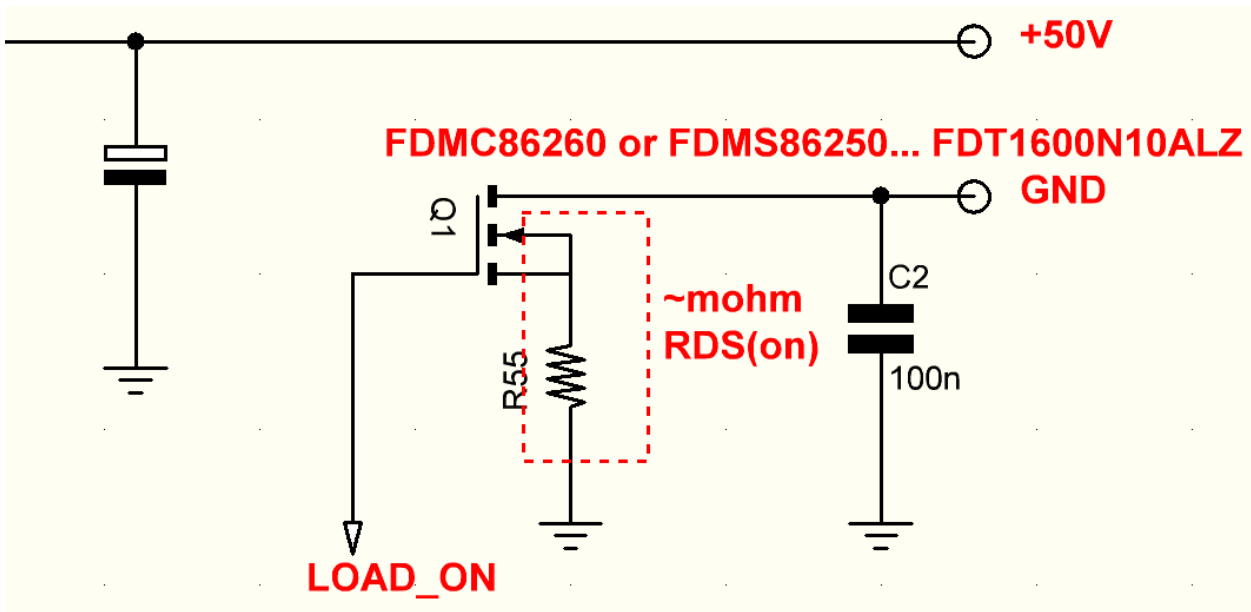 +50V
FDMC86260 or FDMS86250... FDT1600N10ALZ
GND
Q1
~mohm
RDS(on)
C2
R55
100n
LOAD_ON